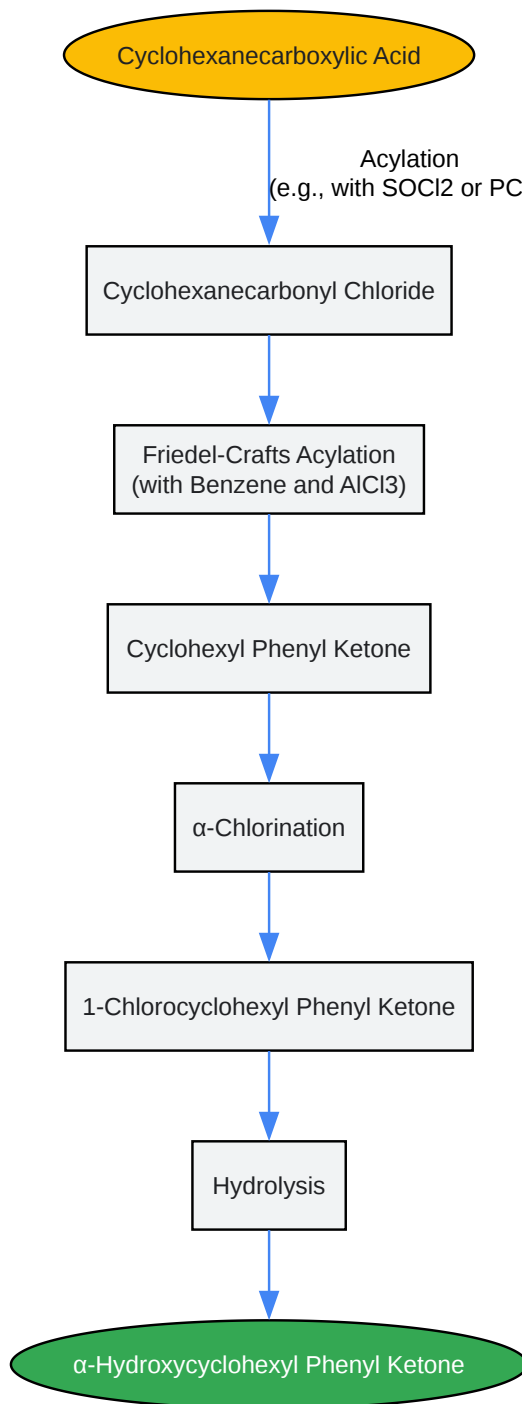 Cyclohexanecarboxylic Acid
Acylation
(e.g., with SOCl2 or PC
Cyclohexanecarbonyl Chloride
Friedel-Crafts Acylation
(with Benzene and AlCl3)
Cyclohexyl Phenyl Ketone
α-Chlorination
1-Chlorocyclohexyl Phenyl Ketone
Hydrolysis
α-Hydroxycyclohexyl Phenyl Ketone